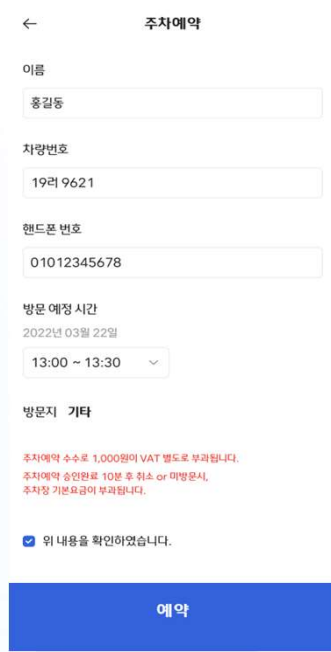 주차예약
이름
홍길동
차량번호
19러 9621
핸드폰 번호
01012345678
방문 예정 시간
2022년 03월 22일
13:00 ~ 13:30
방문지 기타
주차예약 수수료 1,000원이 VAT 별도로 부과됩니다.
주차예약 승인완료 10분 후 취소 or 미방문시,
주차장 기본요금이 부과됩니다.
위 내용을 확인하였습니다.
예약